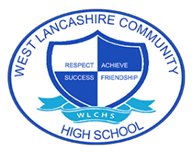 WEST LANCASHIRE COMMUNITY
RESPECT ACHIEVE
SUCCESS FRIENDSHIP
WLCHS
HIGH SCHOOL